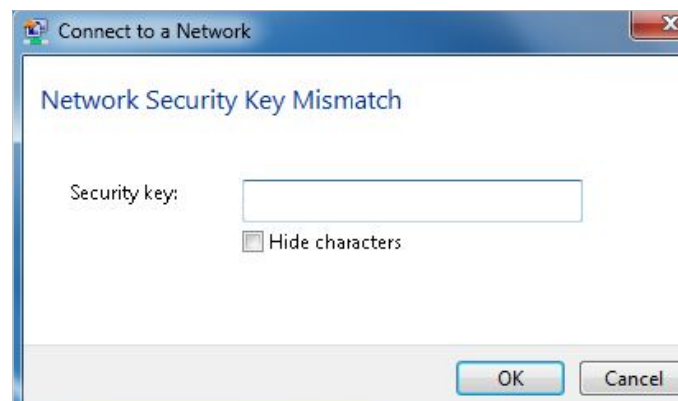 Connect to a Network
Network Security Key Mismatch
Security key:
Hide characters
OK Cancel